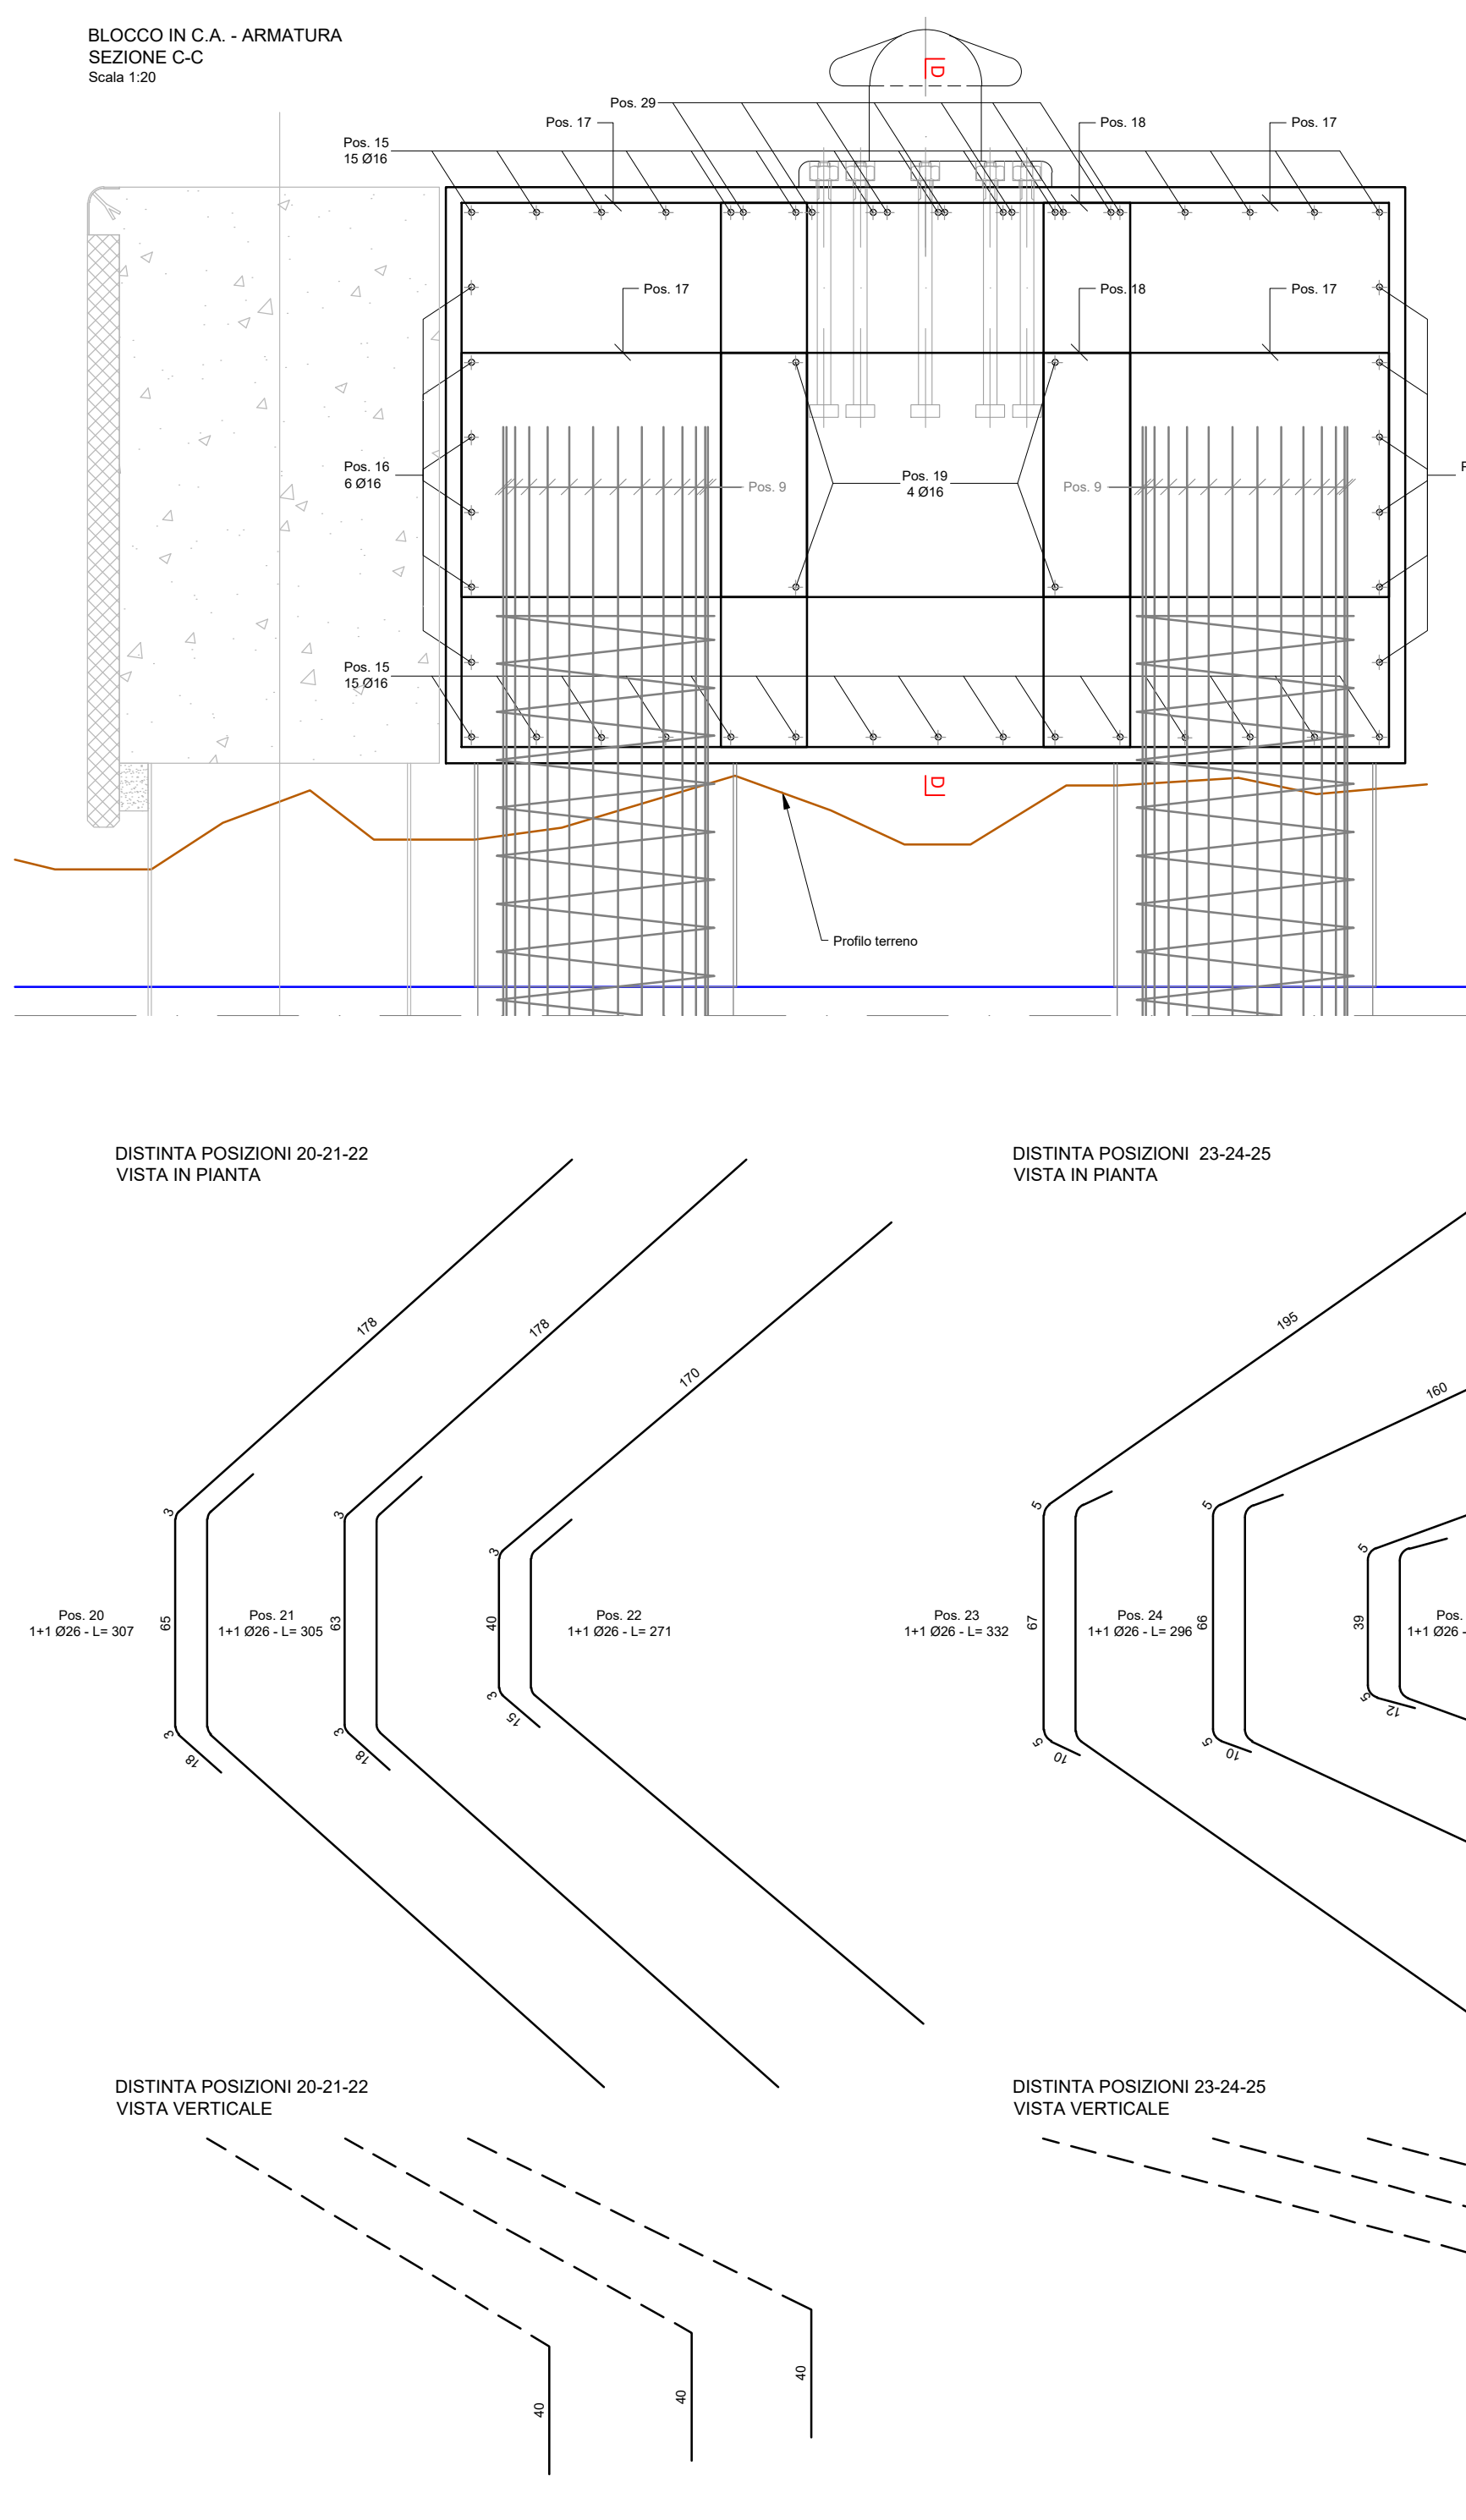 BLOCCO IN C.A. - ARMATURA
SEZIONE C-C
Scala 1:20
D
Pos. 29
Pos. 17
Pos. 18
Pos. 17
Pos. 15
15 Ø16
Pos. 17
Pos. 18
Pos. 17
Pos. 16
6 Ø16
Pos. 9
Pos. 19
4 Ø16
Pos. 9
P
Pos. 15
15 Ø16
D
Profilo terreno
DISTINTA POSIZIONI 20-21-22
VISTA IN PIANTA
DISTINTA POSIZIONI  23-24-25
VISTA IN PIANTA
178
178
170
195
160
3
3
3
5
5
5
Pos. 20
1+1 Ø26 - L= 307
65
Pos. 21
1+1 Ø26 - L= 305
63
40
Pos. 22
1+1 Ø26 - L= 271
Pos. 23
1+1 Ø26 - L= 332
67
Pos. 24
1+1 Ø26 - L= 296
66
39
Pos.
1+1 Ø26 -
3
18
3
18
3
15
5
10
5
10
5
12
DISTINTA POSIZIONI 20-21-22
VISTA VERTICALE
DISTINTA POSIZIONI 23-24-25
VISTA VERTICALE
40
40
40